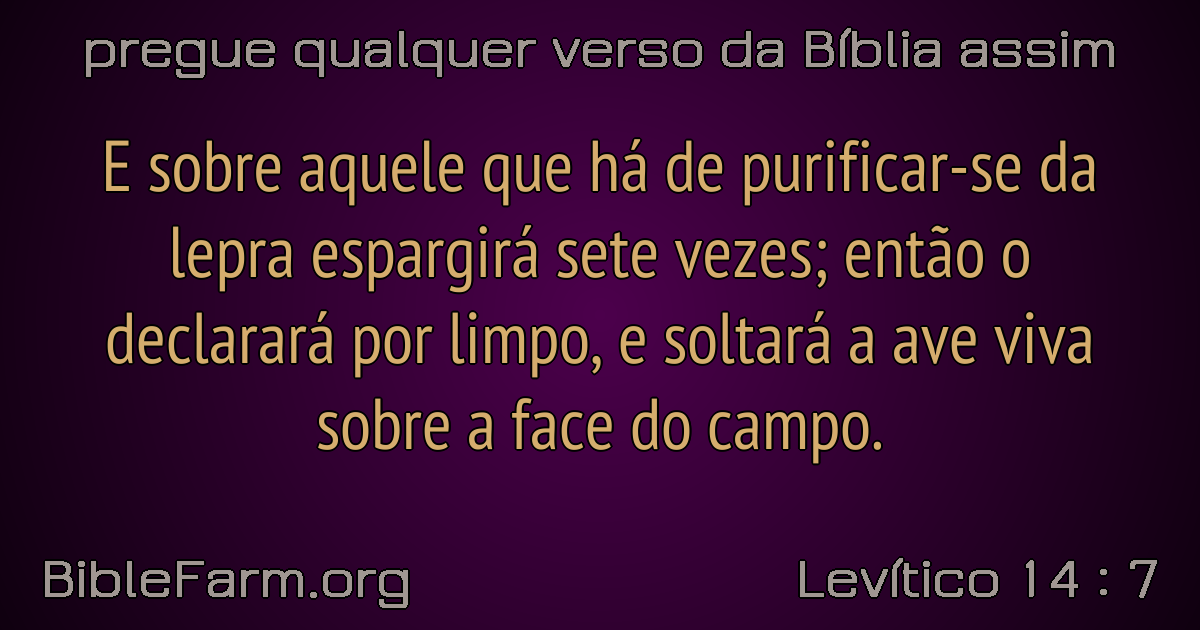 pregue qualquer verso da Bíblia assim
E sobre aquele que há de purificar-se da
lepra espargirá sete vezes; então o
declarará por limpo, e soltará a ave viva
sobre a face do campo.
BibleFarm.org
Levítico 14 : 7